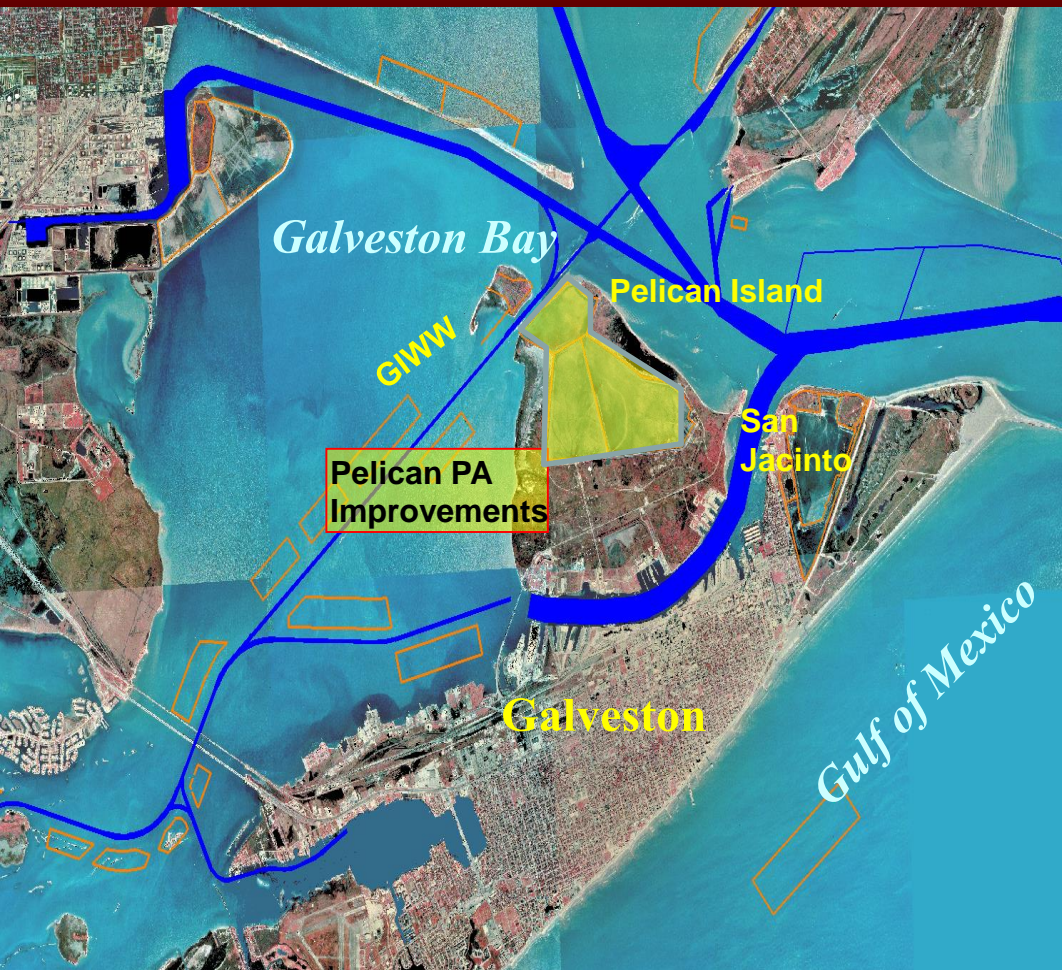 Galveston Bay
Pelican Island
GIWW
San
Jacinto
Pelican PA
Improvements
Gulf of Mexico
Galveston